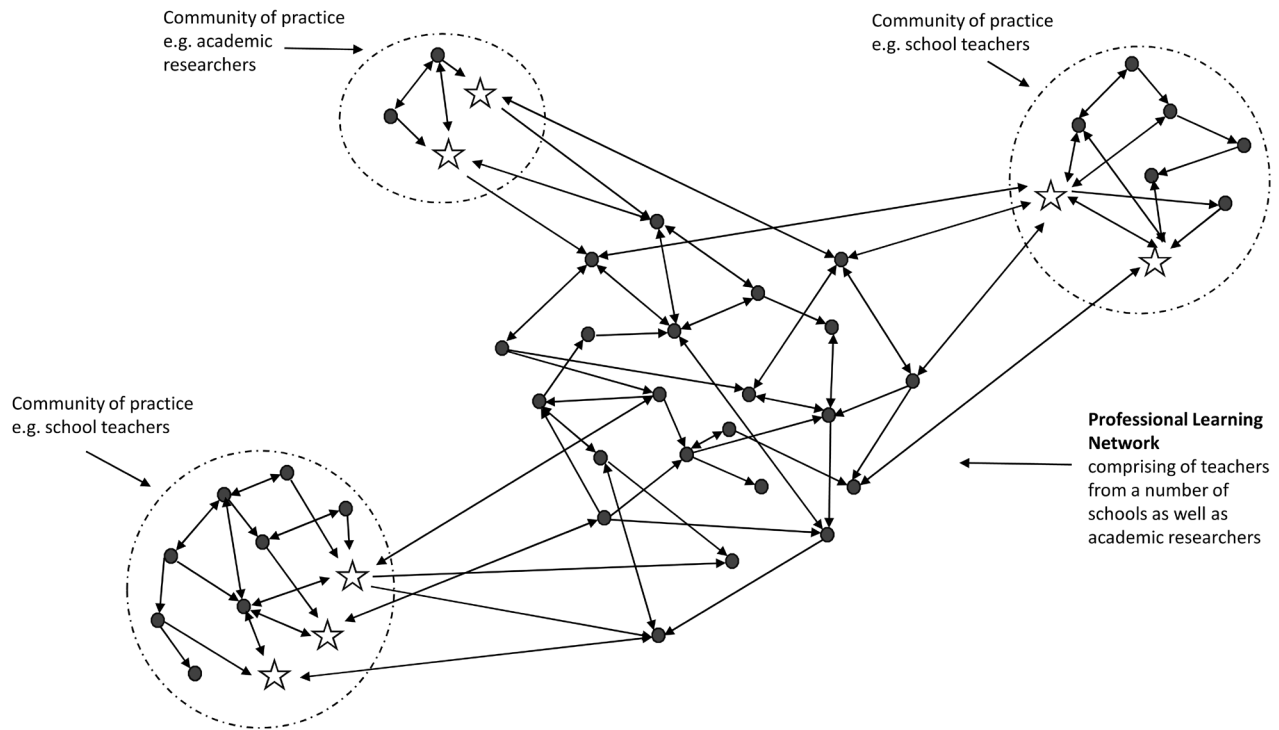 Community of practice
e.g. academic
researchers
Community of practice
e.g. school teachers
Community of practice
e.g. school teachers
Professional Learning
Network
comprising of teachers
from a number of
schools as well as
academic researchers